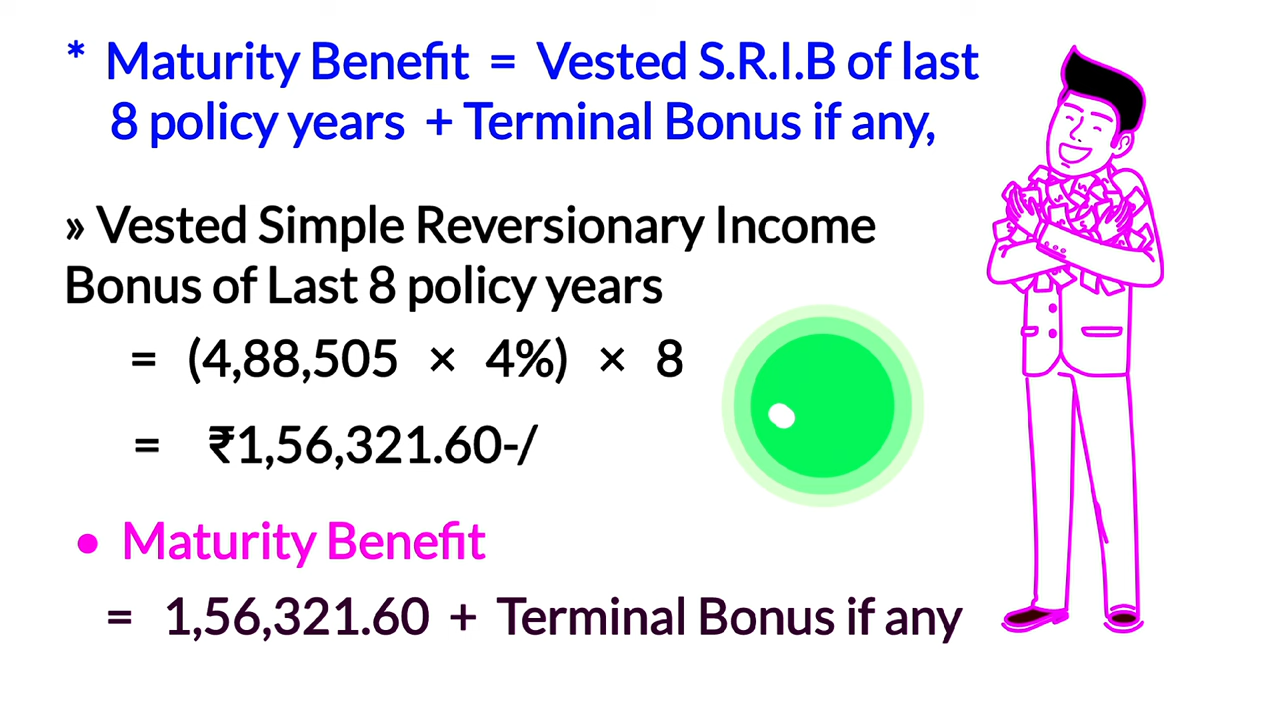 * Maturity Benefit = Vested S.R.I.B of last
8 policy years + Terminal Bonus if any,
» Vested Simple Reversionary Income
Bonus of Last 8 policy years
= (4,88,505 × 4%) × 8
= ₹1,56,321.60-/
• Maturity Benefit
= 1,56,321.60 + Terminal Bonus if any